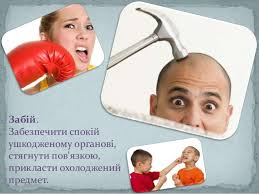 Забій.
Забезпечити спокій
ушкодженому органові,
стягнути пов'язкою,
прикласти охолоджений
предмет.